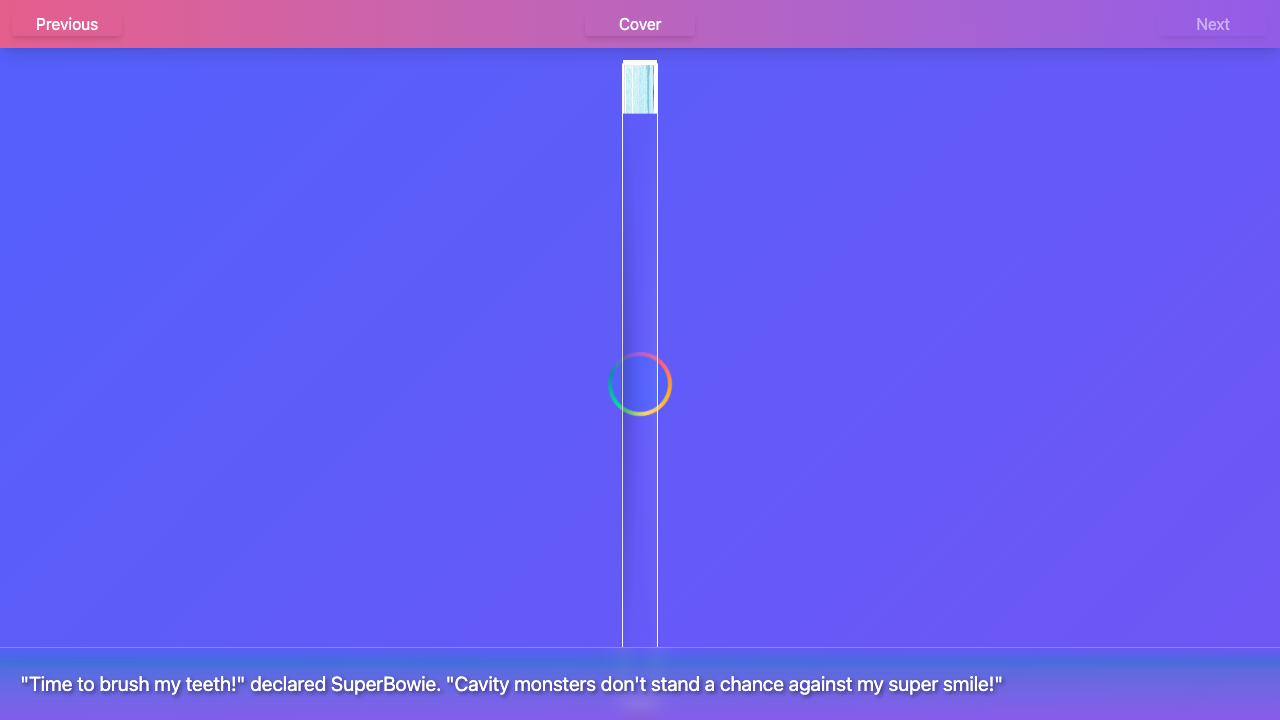 Previous
Cover
Next
"Time to brush my teeth!" declared SuperBowie. "Cavity monsters don't stand a chance against my super smile!"